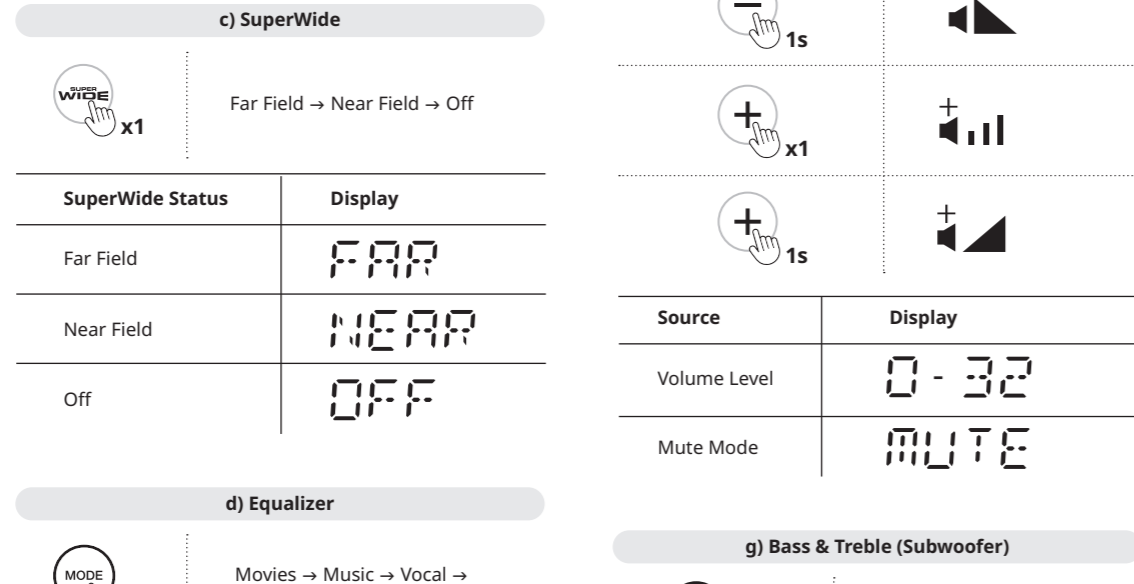 c) SuperWide
SUPER
WIDE
x1
Far Field → Near Field → Off
SuperWide Status
Display
Far Field
FAR
Near Field
NEAR
Off
OFF
d) Equalizer
MODE
Movies → Music → Vocal →
−
1s
+
x1
+
+
1s
+
Source
Display
Volume Level
0 - 32
Mute Mode
MUTE
g) Bass & Treble (Subwoofer)